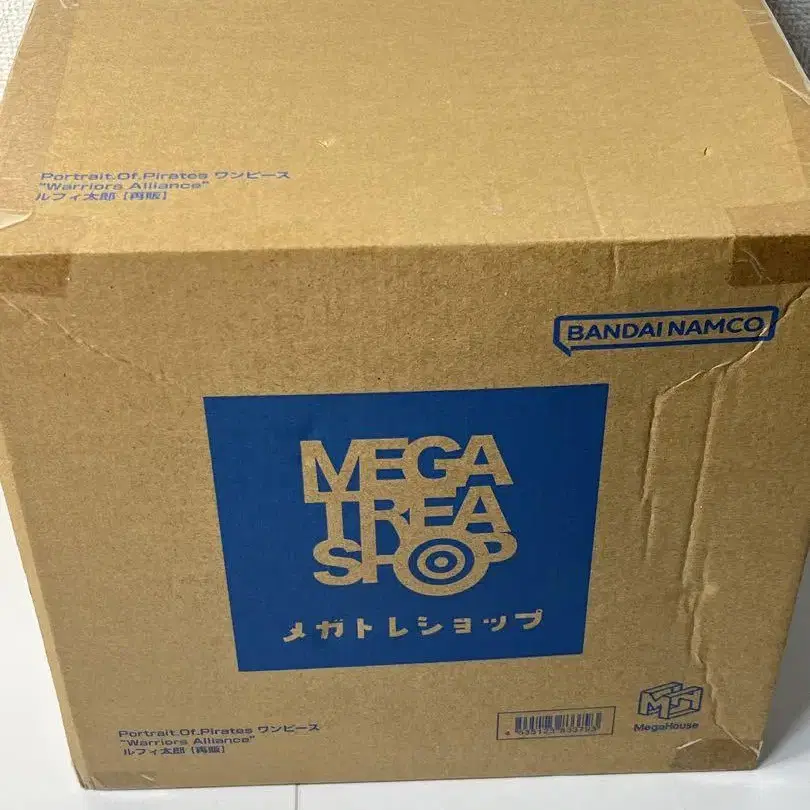 Portrait.Of.Pirates ワンピース
"Warriors Alliance"
ルフィ太郎 [再販]
BANDAI NAMCO
MEGA
TREA
SHOP
メガトレショップ
Portrait.Of.Pirates ワンピース
"Warriors Alliance"
ルフィ太郎 [再販]
MegaHouse